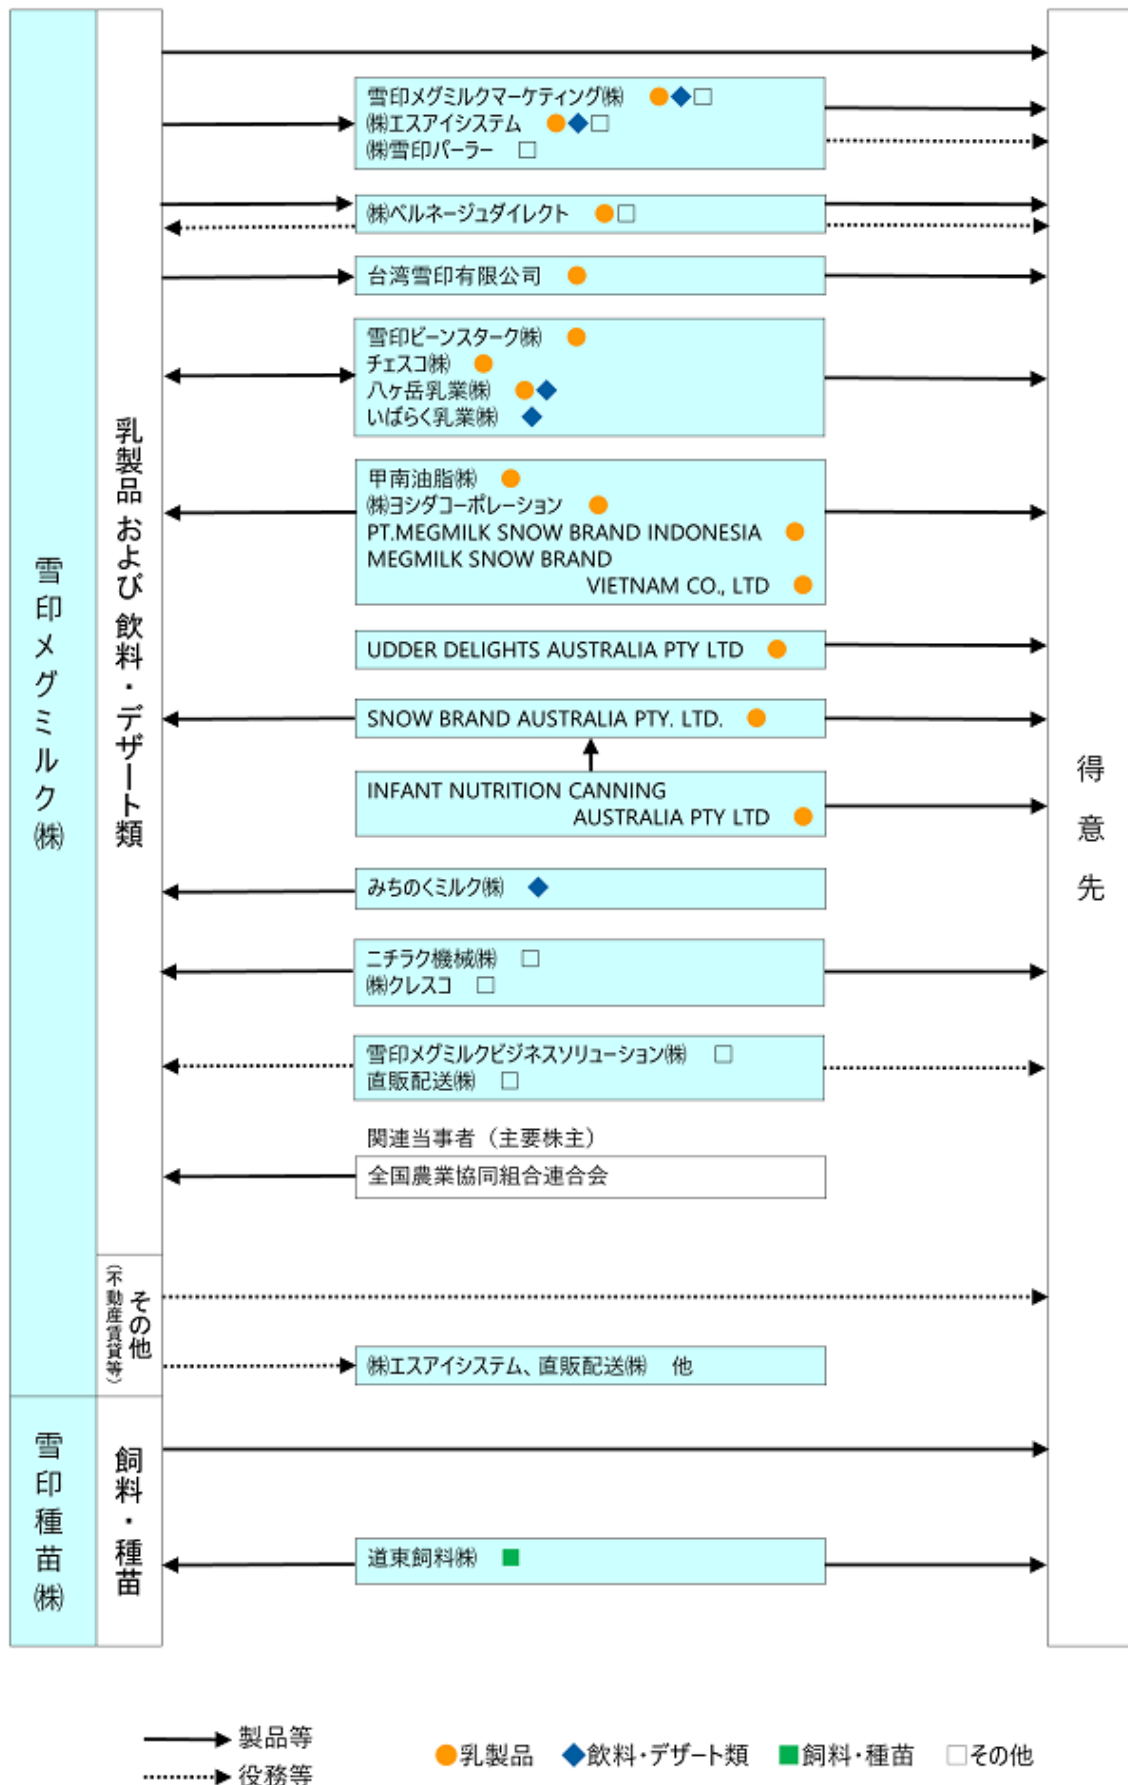 雪印メグミルク㈱
乳製品 および 飲料・デザート類
雪印メグミルクマーケティング㈱ ●◆□
㈱エスアイシステム ●◆□
㈱雪印パーラー □
㈱ベルネージュダイレクト ●□
台湾雪印有限公司 ●
雪印ビーンスターク㈱ ●
チェスコ㈱ ●
八ヶ岳乳業㈱ ●◆
いばらく乳業㈱ ◆
甲南油脂㈱ ●
㈱ヨシダコーポレーション ●
PT.MEGMILK SNOW BRAND INDONESIA ●
MEGMILK SNOW BRAND
VIETNAM CO., LTD ●
UDDER DELIGHTS AUSTRALIA PTY LTD ●
SNOW BRAND AUSTRALIA PTY. LTD. ●
INFANT NUTRITION CANNING
AUSTRALIA PTY LTD ●
みちのくミルク㈱ ◆
ニチラク機械㈱ □
㈱クレスコ □
雪印メグミルクビジネスソリューション㈱ □
直販配送㈱ □
関連当事者（主要株主）
全国農業協同組合連合会
その他
（不動産賃貸等）
㈱エスアイシステム、直販配送㈱ 他
雪印種苗㈱
飼料・種苗
道東飼料㈱ ■
得意先
製品等
役務等
●乳製品 ◆飲料・デザート類 ■飼料・種苗 □その他